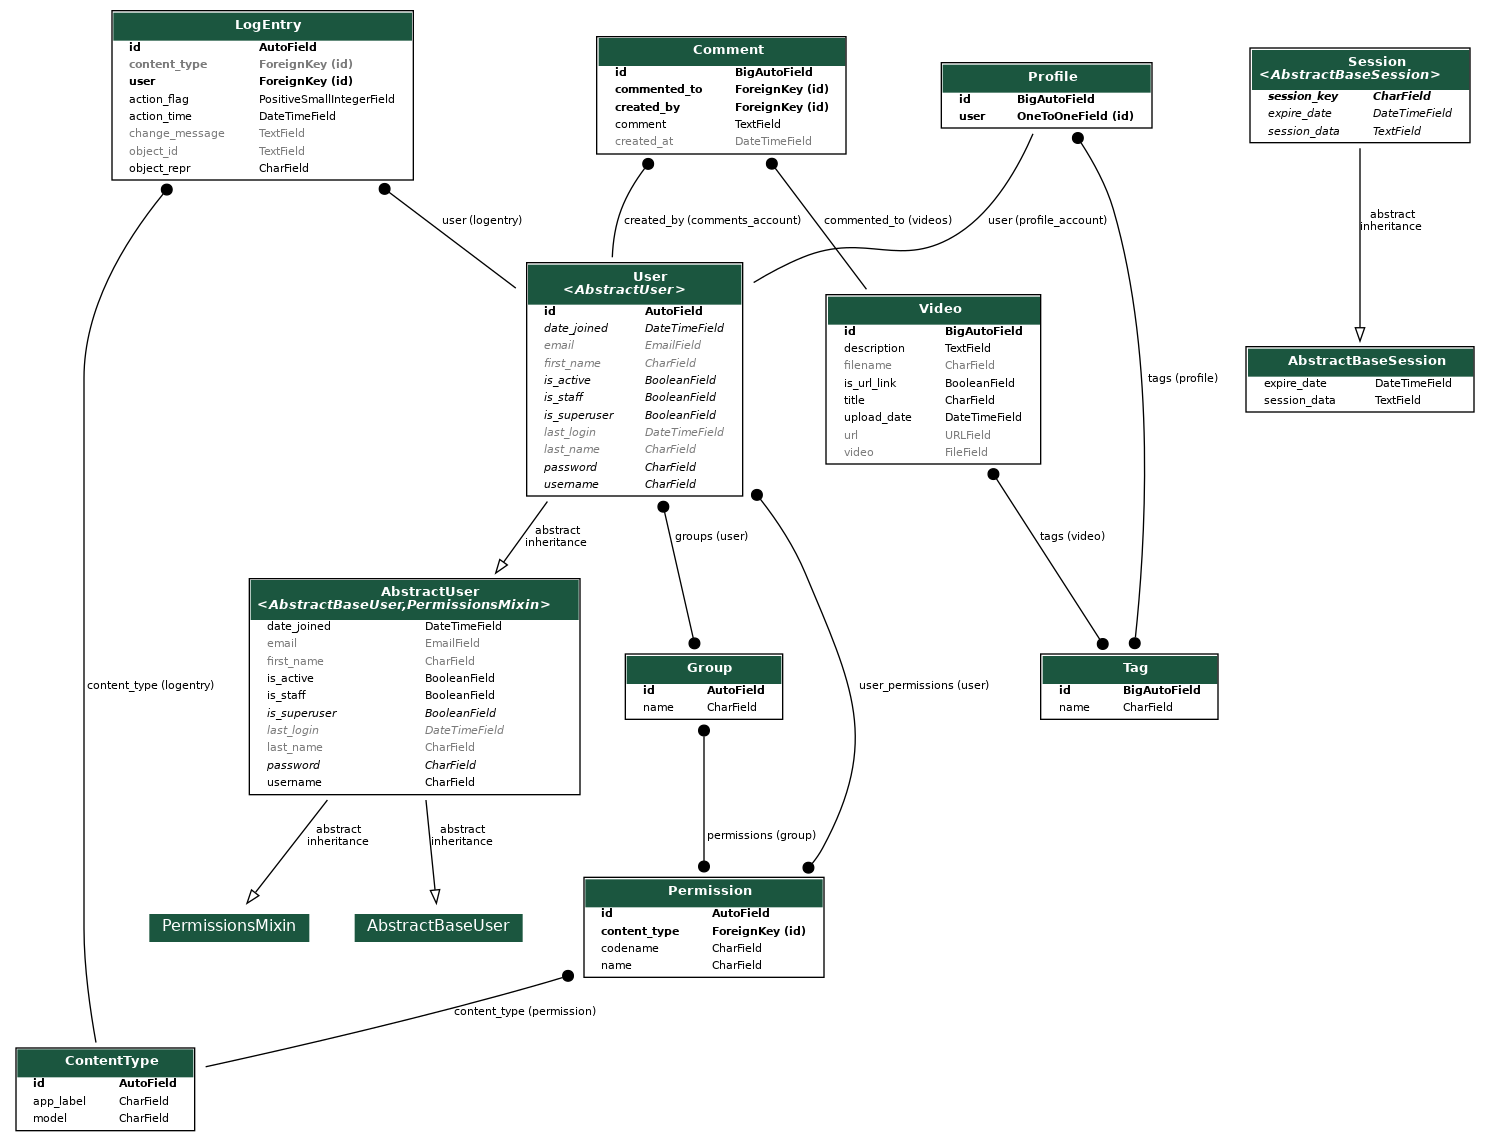 LogEntry
id AutoField
content_type ForeignKey (id)
user ForeignKey (id)
action_flag PositiveSmallIntegerField
action_time DateTimeField
change_message TextField
object_id TextField
object_repr CharField
Comment
id BigAutoField
commented_to ForeignKey (id)
created_by ForeignKey (id)
comment TextField
created_at DateTimeField
Profile
id BigAutoField
user OneToOneField (id)
Session
<AbstractBaseSession>
session_key CharField
expire_date DateTimeField
session_data TextField
user (logentry)
created_by (comments_account)
commented_to (videos)
user (profile_account)
abstract
inheritance
User
<AbstractUser>
id AutoField
date_joined DateTimeField
email EmailField
first_name CharField
is_active BooleanField
is_staff BooleanField
is_superuser BooleanField
last_login DateTimeField
last_name CharField
password CharField
username CharField
Video
id BigAutoField
description TextField
filename CharField
is_url_link BooleanField
title CharField
upload_date DateTimeField
url URLField
video FileField
tags (profile)
AbstractBaseSession
expire_date DateTimeField
session_data TextField
abstract
inheritance
groups (user)
tags (video)
AbstractUser
<AbstractBaseUser,PermissionsMixin>
date_joined DateTimeField
email EmailField
first_name CharField
is_active BooleanField
is_staff BooleanField
is_superuser BooleanField
last_login DateTimeField
last_name CharField
password CharField
username CharField
content_type (logentry)
Group
id AutoField
name CharField
user_permissions (user)
Tag
id BigAutoField
name CharField
abstract
inheritance
abstract
inheritance
permissions (group)
PermissionsMixin
AbstractBaseUser
Permission
id AutoField
content_type ForeignKey (id)
codename CharField
name CharField
content_type (permission)
ContentType
id AutoField
app_label CharField
model CharField